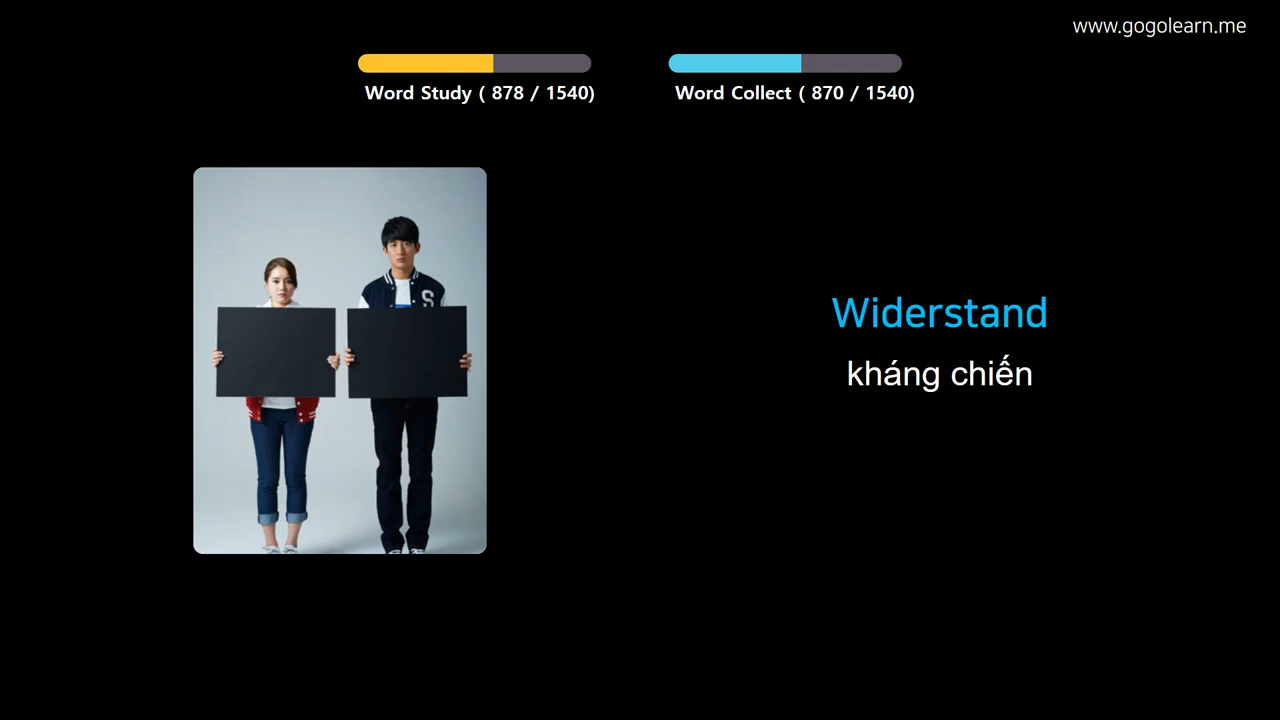 www.gogolearn.me
Word Study ( 878 / 1540)
Word Collect ( 870 / 1540)
S
Widerstand
kháng chiến